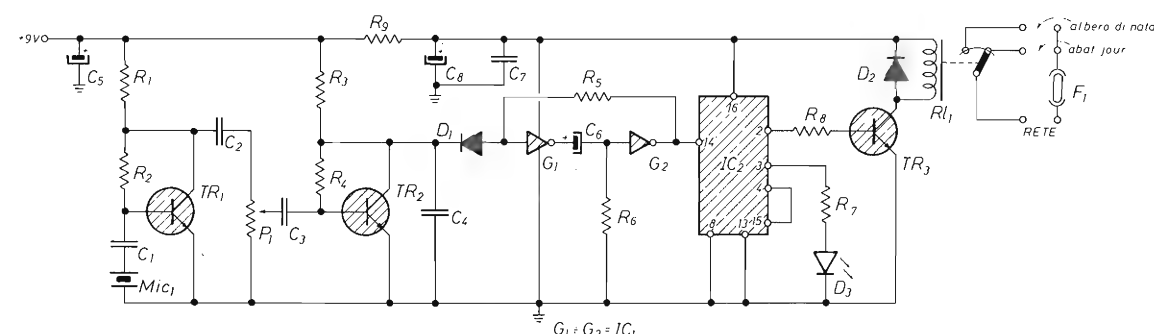 +9V
C5
R1
R2
C1
Mic1
TR1
C2
P1
C3
R9
R3
R4
TR2
C8
C7
C4
D1
R5
G1
C6
G2
R6
16
14
IC2
2
3
4
15
8
13
R8
R7
D3
D2
TR3
Rl1
albero di nata
abat jour
F1
RETE
G1 ÷ G2 = IC1